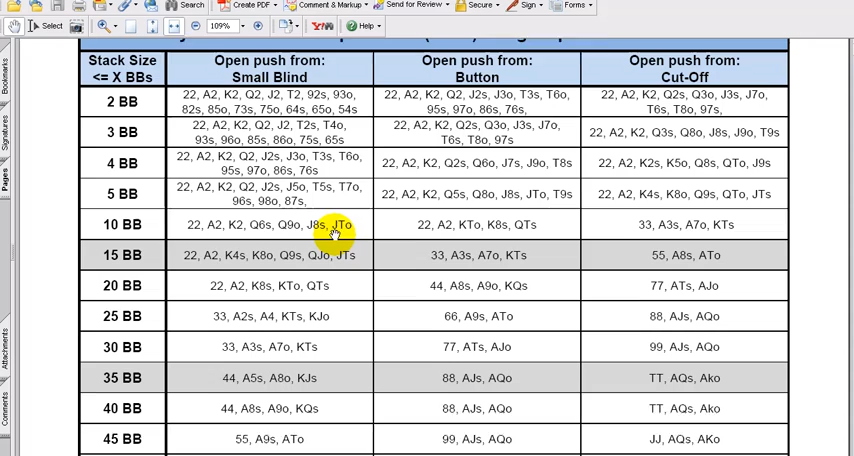 Search
Create PDF
Comment & Markup
Send for Review
Secure
Sign
Forms
Select
109%
Help
Bookmarks
Signatures
Pages
Attachments
Comments
Stack Size
<= X BBs
Open push from:
Small Blind
Open push from:
Button
Open push from:
Cut-Off
2 BB
22, A2, K2, Q2, J2, T2, 92s, 93o,
82s, 85o, 73s, 75o, 64s, 65o, 54s
22, A2, K2, Q2, J2s, J3o, T3s, T6o,
95s, 97o, 86s, 76s,
22, A2, K2, Q2s, Q3o, J3s, J7o,
T6s, T8o, 97s,
3 BB
22, A2, K2, Q2, J2, T2s, T4o,
93s, 96o, 85s, 86o, 75s, 65s
22, A2, K2, Q2s, Q3o, J3s, J7o,
T6s, T8o, 97s
22, A2, K2, Q3s, Q8o, J8s, J9o, T9s
4 BB
22, A2, K2, Q2, J2s, J3o, T3s, T6o,
95s, 97o, 86s, 76s
22, A2, K2, Q2s, Q6o, J7s, J9o, T8s
22, A2, K2s, K5o, Q8s, QTo, J9s
5 BB
22, A2, K2, Q2, J2s, J5o, T5s, T7o,
96s, 98o, 87s,
22, A2, K2, Q5s, Q8o, J8s, JTo, T9s
22, A2, K4s, K8o, Q9s, QTo, JTs
10 BB
22, A2, K2, Q6s, Q9o, J8s, JTo
22, A2, KTo, K8s, QTs
33, A3s, A7o, KTs
15 BB
22, A2, K4s, K8o, Q9s, QJo, JTs
33, A3s, A7o, KTs
55, A8s, ATo
20 BB
22, A2, K8s, KTo, QTs
44, A8s, A9o, KQs
77, ATs, AJo
25 BB
33, A2s, A4, KTs, KJo
66, A9s, ATo
88, AJs, AQo
30 BB
33, A3s, A7o, KTs
77, ATs, AJo
99, AJs, AQo
35 BB
44, A5s, A8o, KJs
88, AJs, AQo
TT, AQs, Ako
40 BB
44, A8s, A9o, KQs
88, AJs, AQo
TT, AQs, Ako
45 BB
55, A9s, ATo
99, AJs, AQo
JJ, AQs, AKo